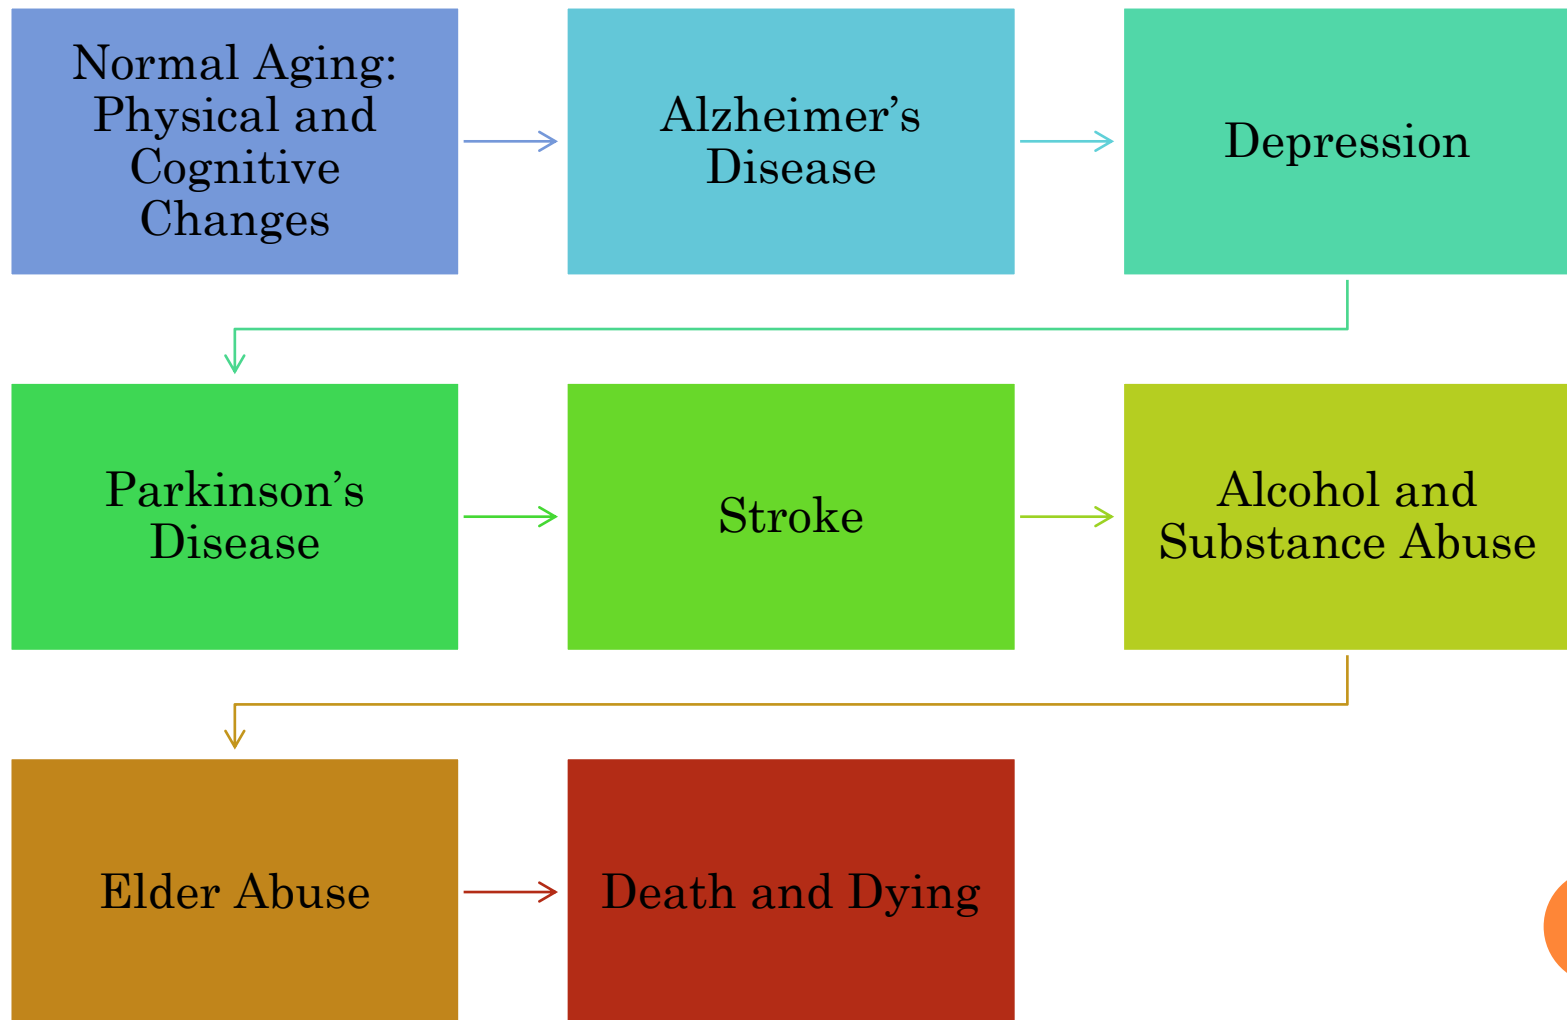 Normal Aging:
Physical and
Cognitive
Changes
Alzheimer’s
Disease
Depression
Parkinson’s
Disease
Stroke
Alcohol and
Substance Abuse
Elder Abuse
Death and Dying